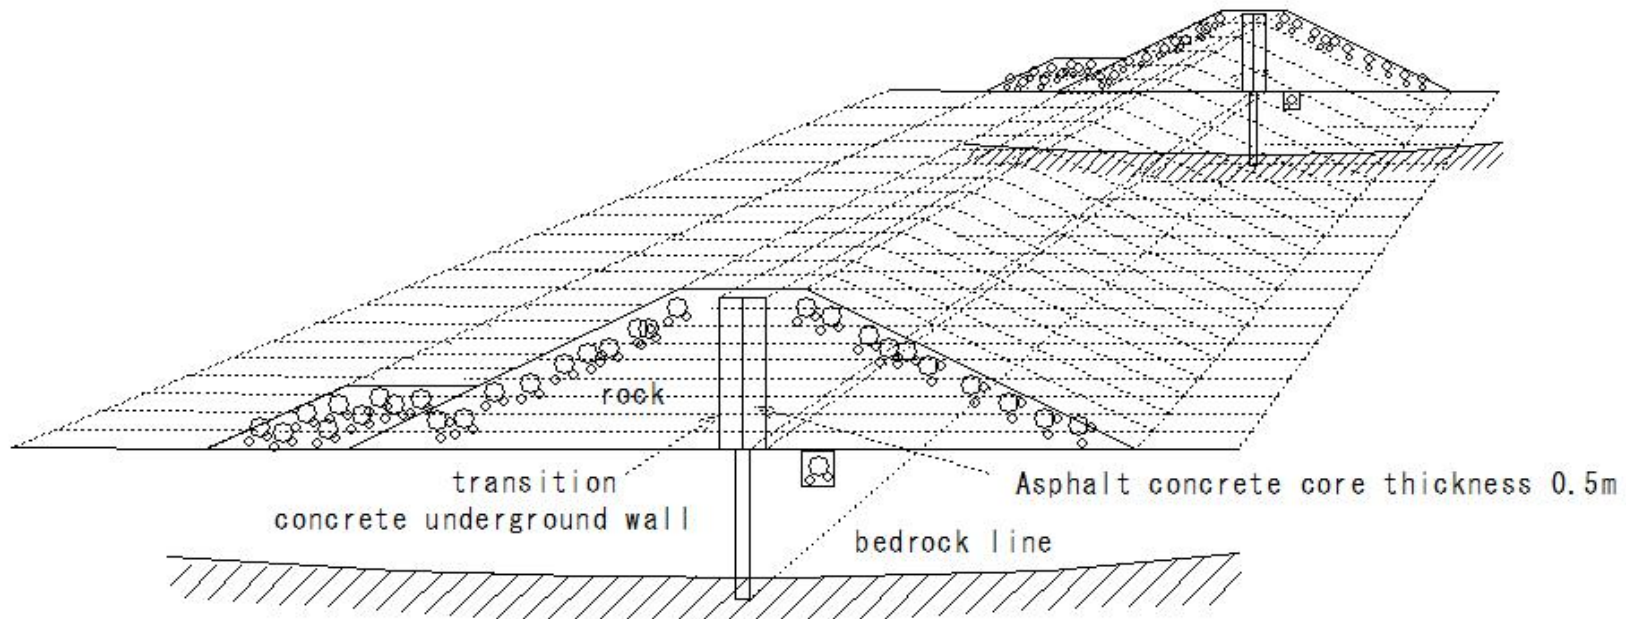 rock
transition
Asphalt concrete core thickness 0.5m
concrete underground wall
bedrock line